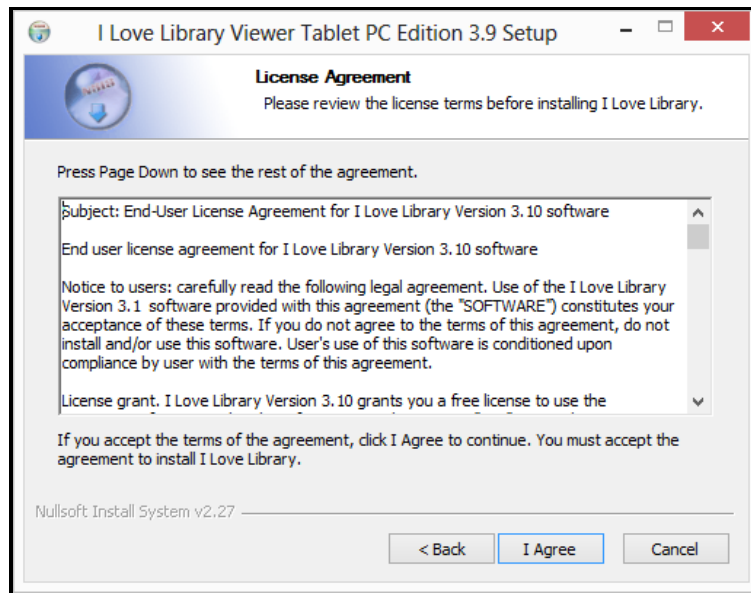 I Love Library Viewer Tablet PC Edition 3.9 Setup
License Agreement
Please review the license terms before installing I Love Library.
Press Page Down to see the rest of the agreement.
Subject: End-User License Agreement for I Love Library Version 3.10 software
End user license agreement for I Love Library Version 3.10 software
Notice to users: carefully read the following legal agreement. Use of the I Love Library
Version 3.1 software provided with this agreement (the "SOFTWARE") constitutes your
acceptance of these terms. If you do not agree to the terms of this agreement, do not
install and/or use this software. User's use of this software is conditioned upon
compliance by user with the terms of this agreement.
License grant. I Love Library Version 3.10 grants you a free license to use the
If you accept the terms of the agreement, click I Agree to continue. You must accept the
agreement to install I Love Library.
Nullsoft Install System v2.27
< Back
I Agree
Cancel